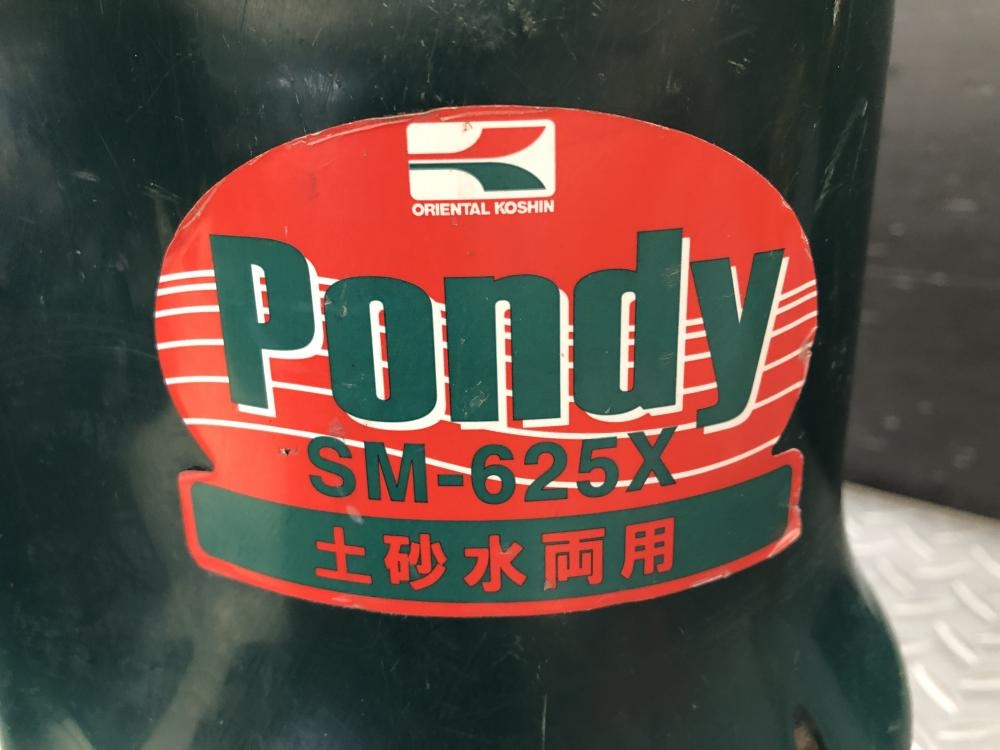 ORIENTAL KOSHIN
Pondy
SM-625X
土砂水両用